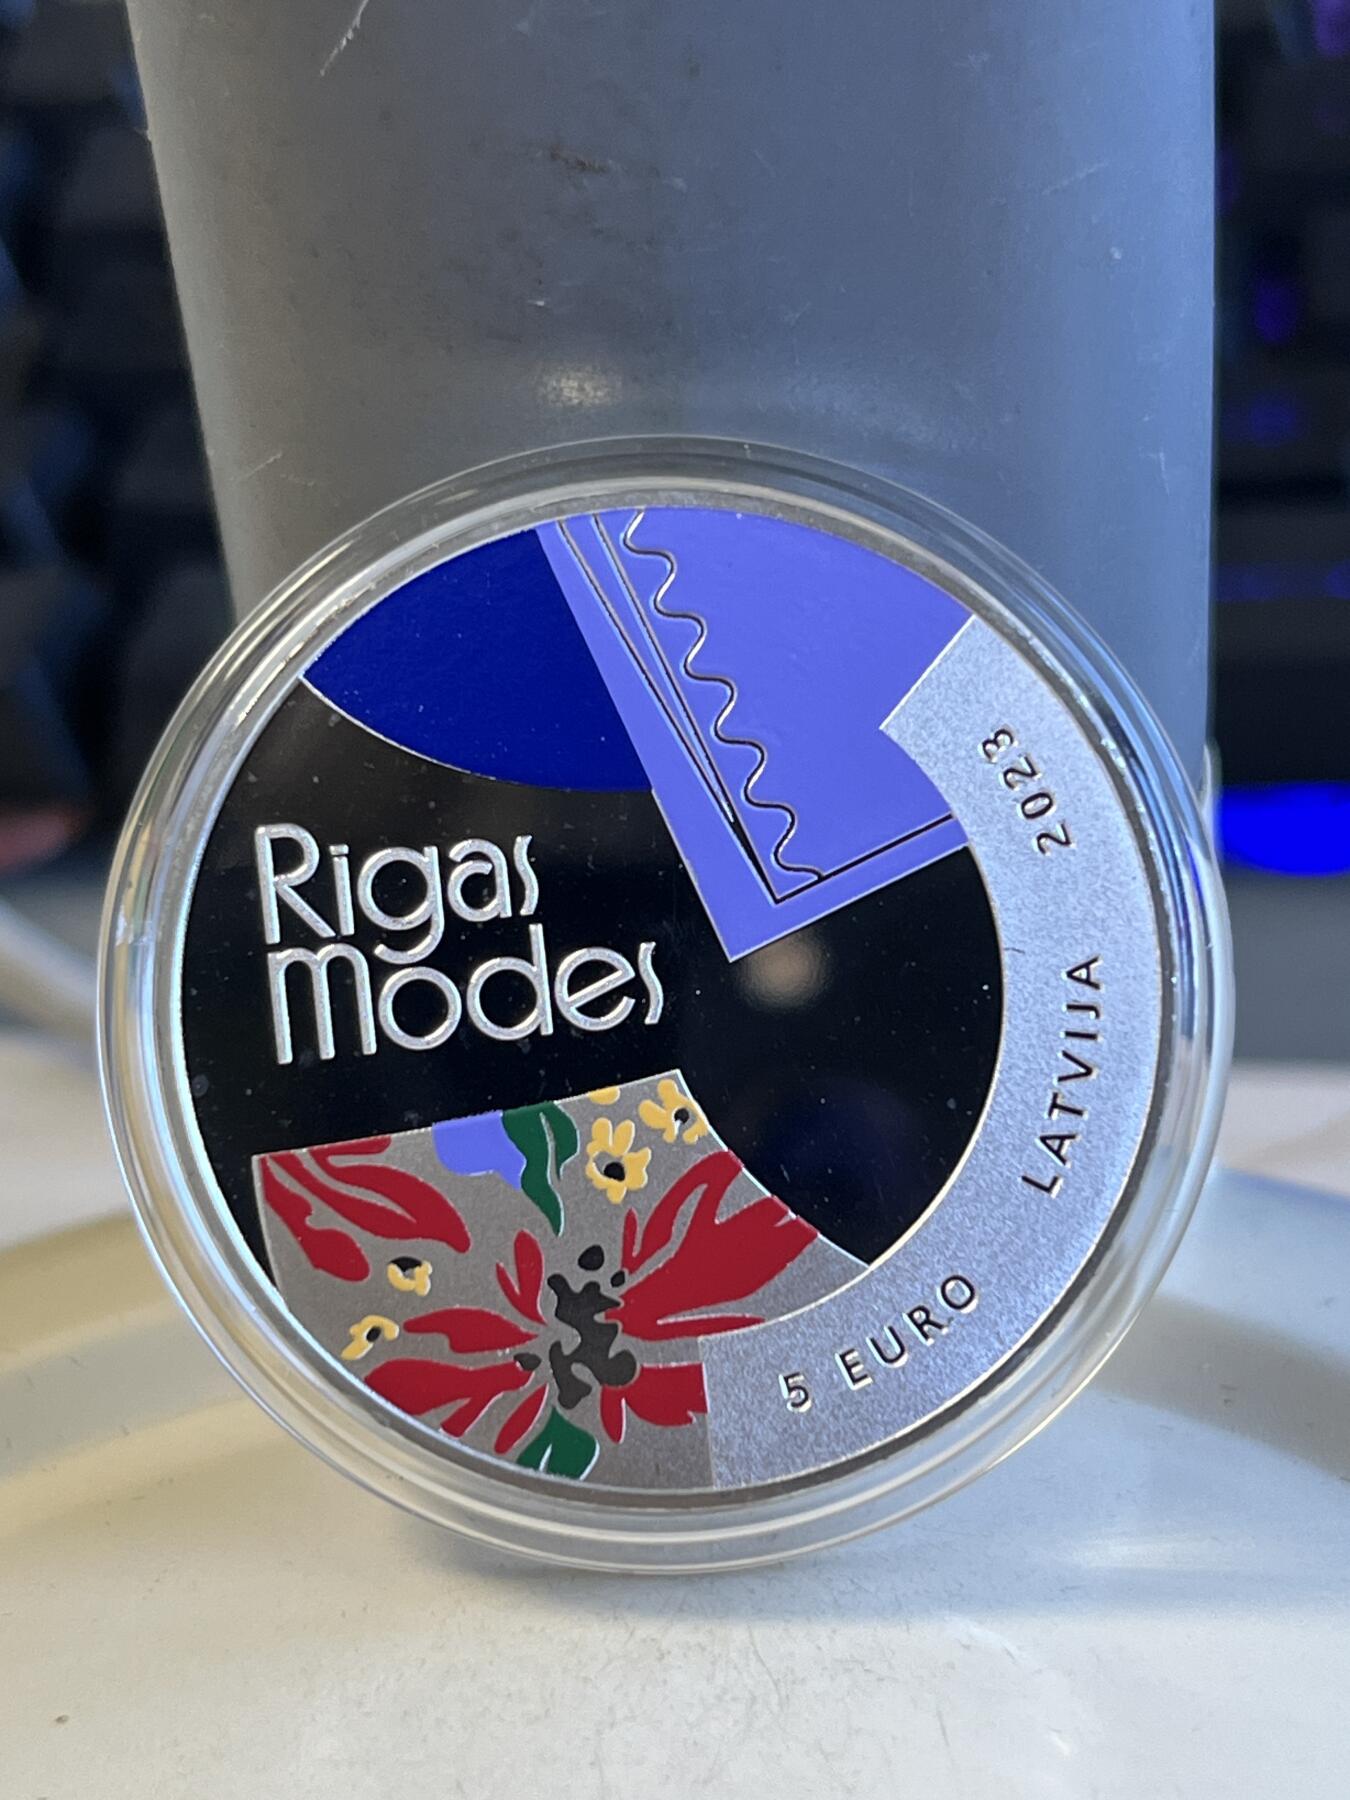 Rigas
modes
2023
LATVIJA
5 EURO